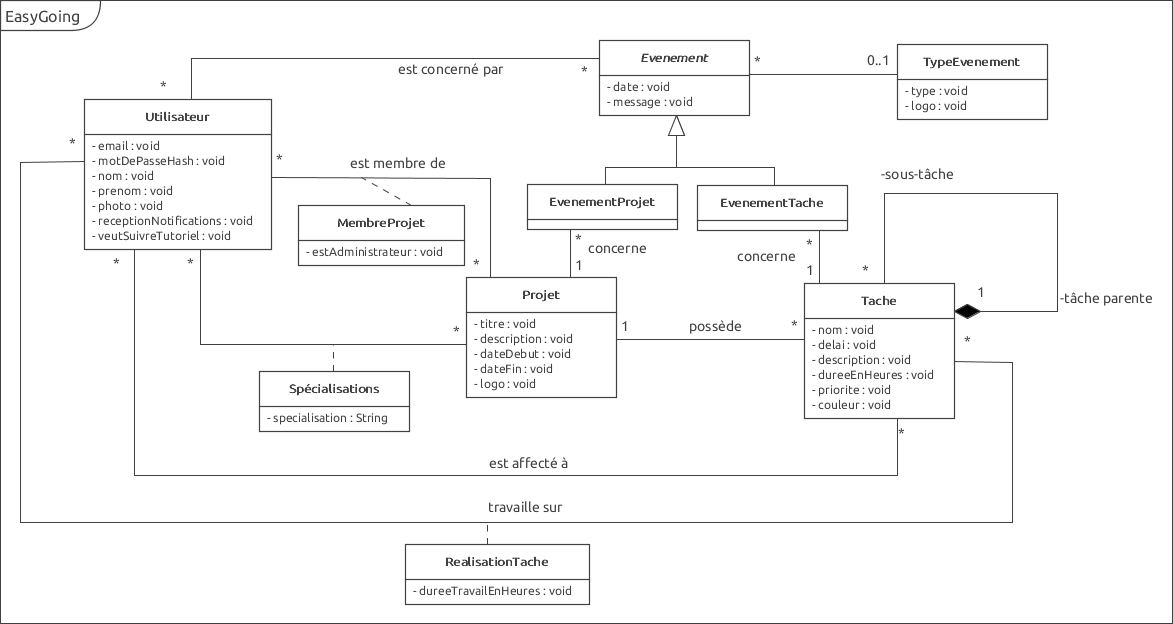 EasyGoing
est concerné par
*
*
Evenement
- date : void
- message : void
*
0..1
TypeEvenement
- type : void
- logo : void
*
*
Utilisateur
- email : void
- motDePasseHash : void
- nom : void
- prenom : void
- photo : void
- receptionNotifications : void
- veutSuivreTutoriel : void
*
*
*
est membre de
MembreProjet
- estAdministrateur : void
*
EvenementProjet
EvenementTache
*
concerne
1
*
concerne
1
-sous-tâche
*
1
-tâche parente
Projet
- titre : void
- description : void
- dateDebut : void
- dateFin : void
- logo : void
1
possède
*
Tache
- nom : void
- delai : void
- description : void
- dureeEnHeures : void
- priorite : void
- couleur : void
*
*
Spécialisations
- specialisation : String
est affecté à
travaille sur
RealisationTache
- dureeTravailEnHeures : void